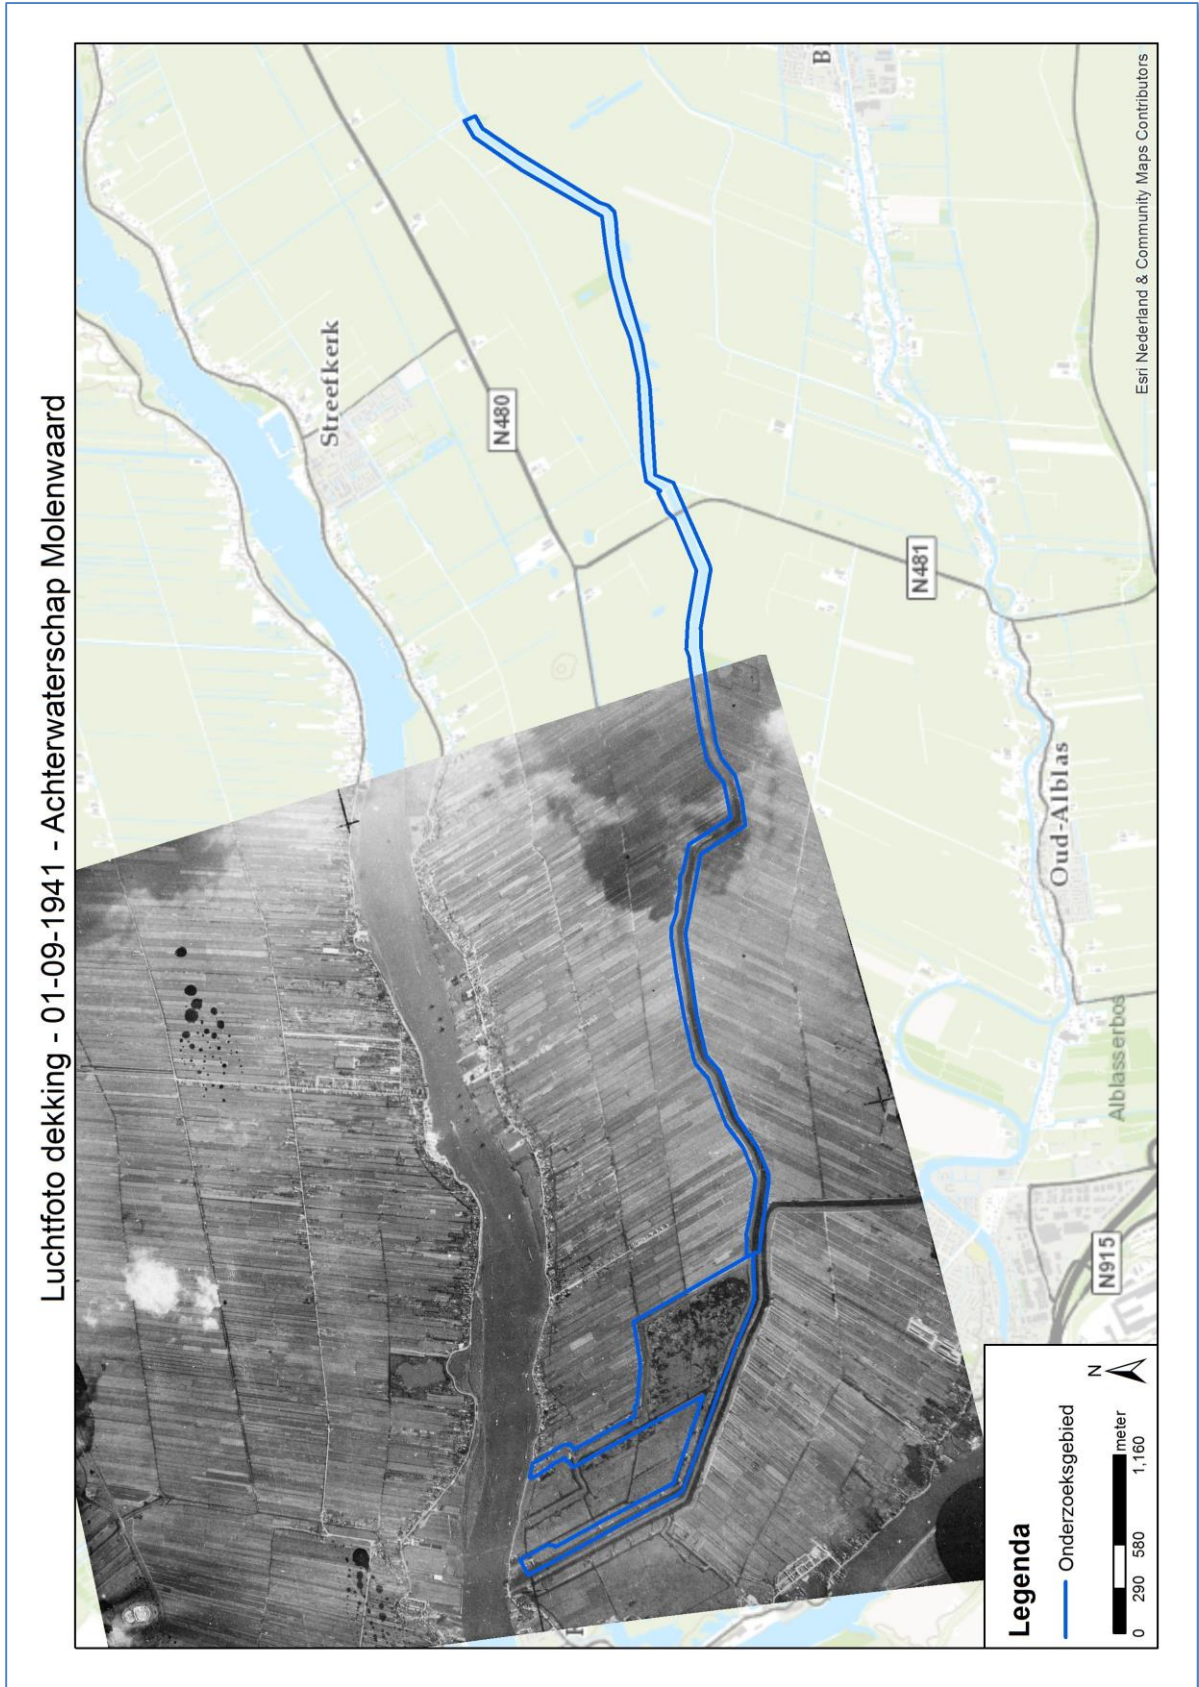 Luchtfoto dekking - 01-09-1941 - Achterwaterschap Molenwaard
Streefkerk
N480
N481
Oud-Alblas
Alblasserbos
N915
Bl
Esri Nederland & Community Maps Contributors
Legenda
Onderzoeksgebied
N
0 290 580 1,160
meter